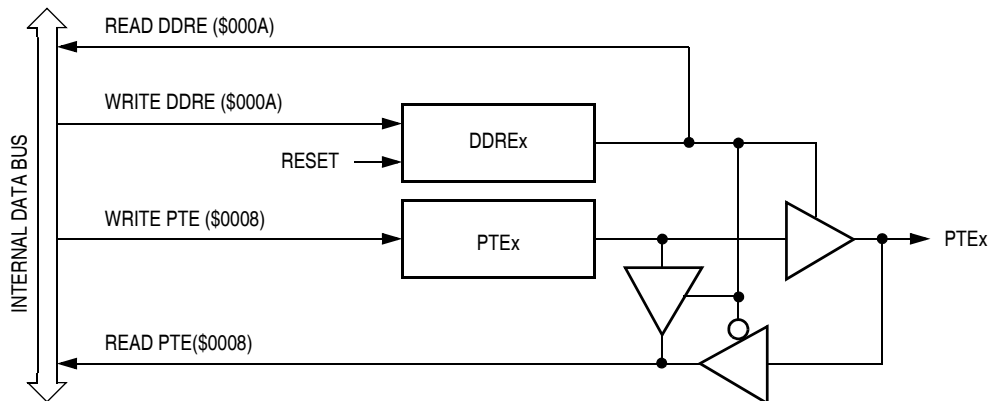 READ DDRE ($000A)
WRITE DDRE ($000A)
DDREx
RESET
INTERNAL DATA BUS
WRITE PTE ($0008)
PTEx
PTEx
READ PTE($0008)